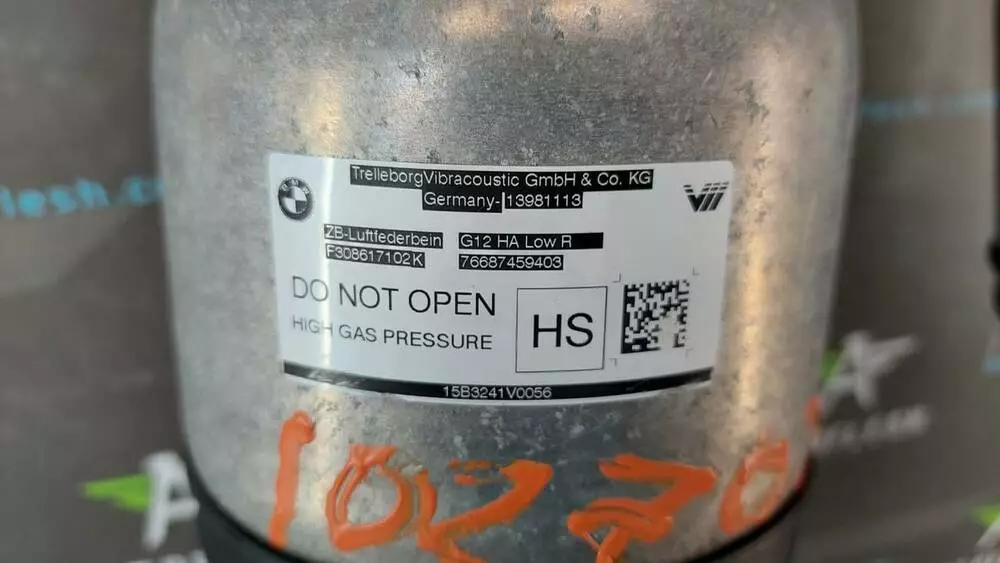 TrelleborgVibracoustic GmbH & Co. KG
Germany- 13981113
ZB-Luftfederbein G12 HA Low R
F308617102K 76687459403
DO NOT OPEN
HIGH GAS PRESSURE
HS
15B3241V0056